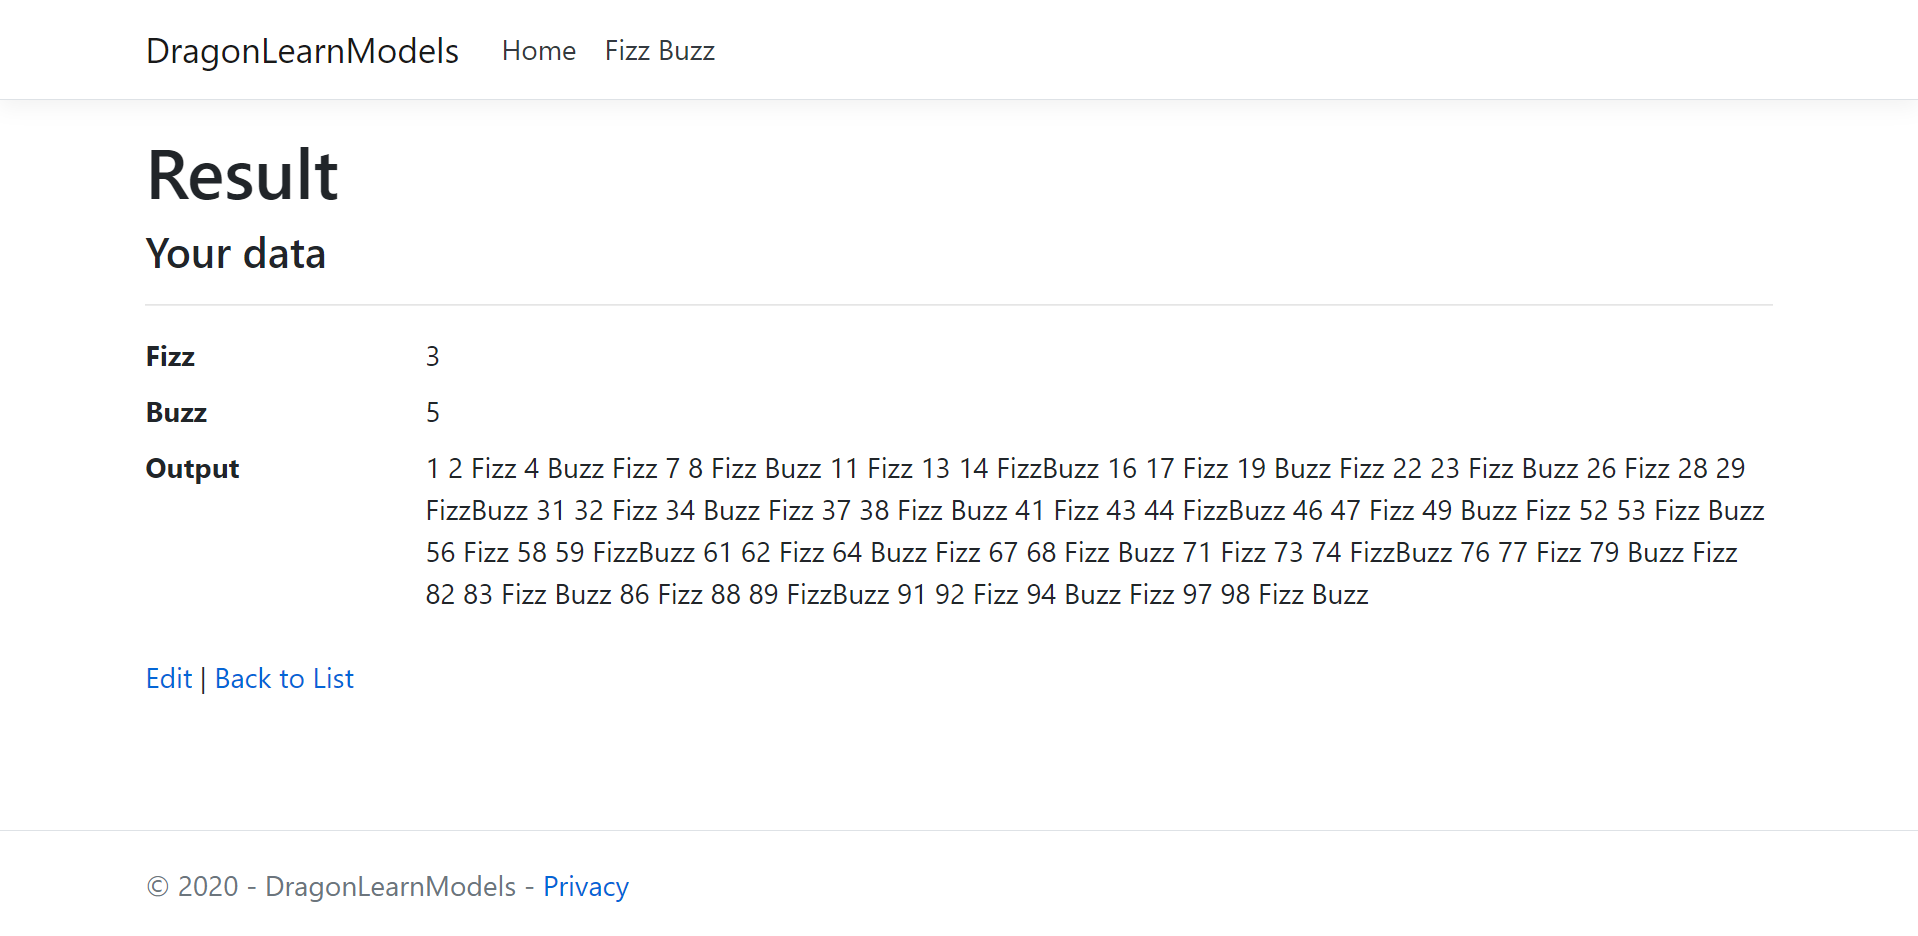 DragonLearnModels Home Fizz Buzz
Result
Your data
Fizz 3
Buzz 5
Output 1 2 Fizz 4 Buzz Fizz 7 8 Fizz Buzz 11 Fizz 13 14 FizzBuzz 16 17 Fizz 19 Buzz Fizz 22 23 Fizz Buzz 26 Fizz 28 29
FizzBuzz 31 32 Fizz 34 Buzz Fizz 37 38 Fizz Buzz 41 Fizz 43 44 FizzBuzz 46 47 Fizz 49 Buzz Fizz 52 53 Fizz Buzz
56 Fizz 58 59 FizzBuzz 61 62 Fizz 64 Buzz Fizz 67 68 Fizz Buzz 71 Fizz 73 74 FizzBuzz 76 77 Fizz 79 Buzz Fizz
82 83 Fizz Buzz 86 Fizz 88 89 FizzBuzz 91 92 Fizz 94 Buzz Fizz 97 98 Fizz Buzz
Edit | Back to List
© 2020 - DragonLearnModels - Privacy